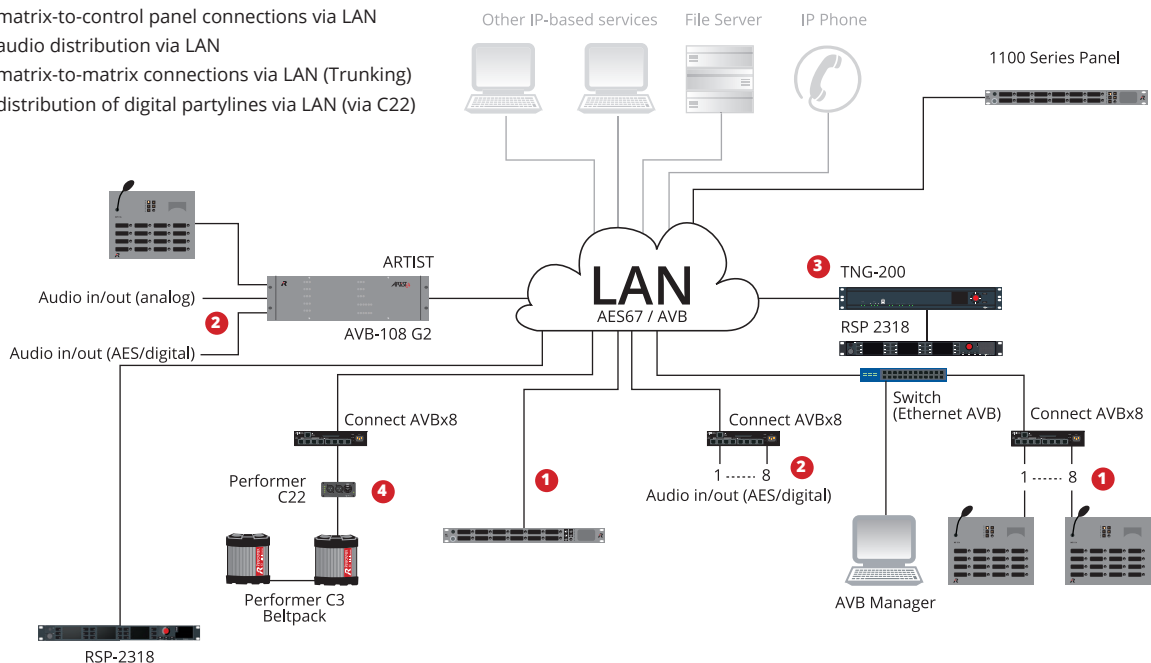 matrix-to-control panel connections via LAN
audio distribution via LAN
matrix-to-matrix connections via LAN (Trunking)
distribution of digital partylines via LAN (via C22)
Other IP-based services
File Server
IP Phone
1100 Series Panel
ARTIST
Audio in/out (analog)
2
Audio in/out (AES/digital)
AVB-108 G2
LAN
AES67 / AVB
3
TNG-200
RSP 2318
Switch
(Ethernet AVB)
Connect AVBx8
Performer
C22
4
Performer C3
Beltpack
RSP-2318
1
Connect AVBx8
1 ------ 8
2
Audio in/out (AES/digital)
AVB Manager
Connect AVBx8
1 ------ 8
1